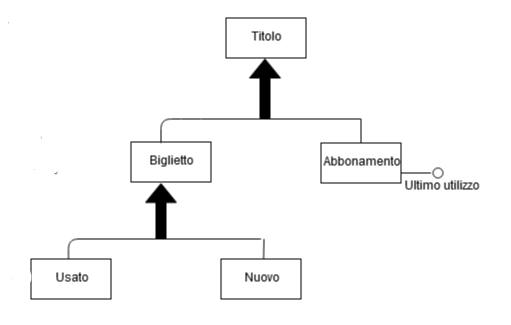 Titolo
Biglietto
Abbonamento
Ultimo utilizzo
Usato
Nuovo